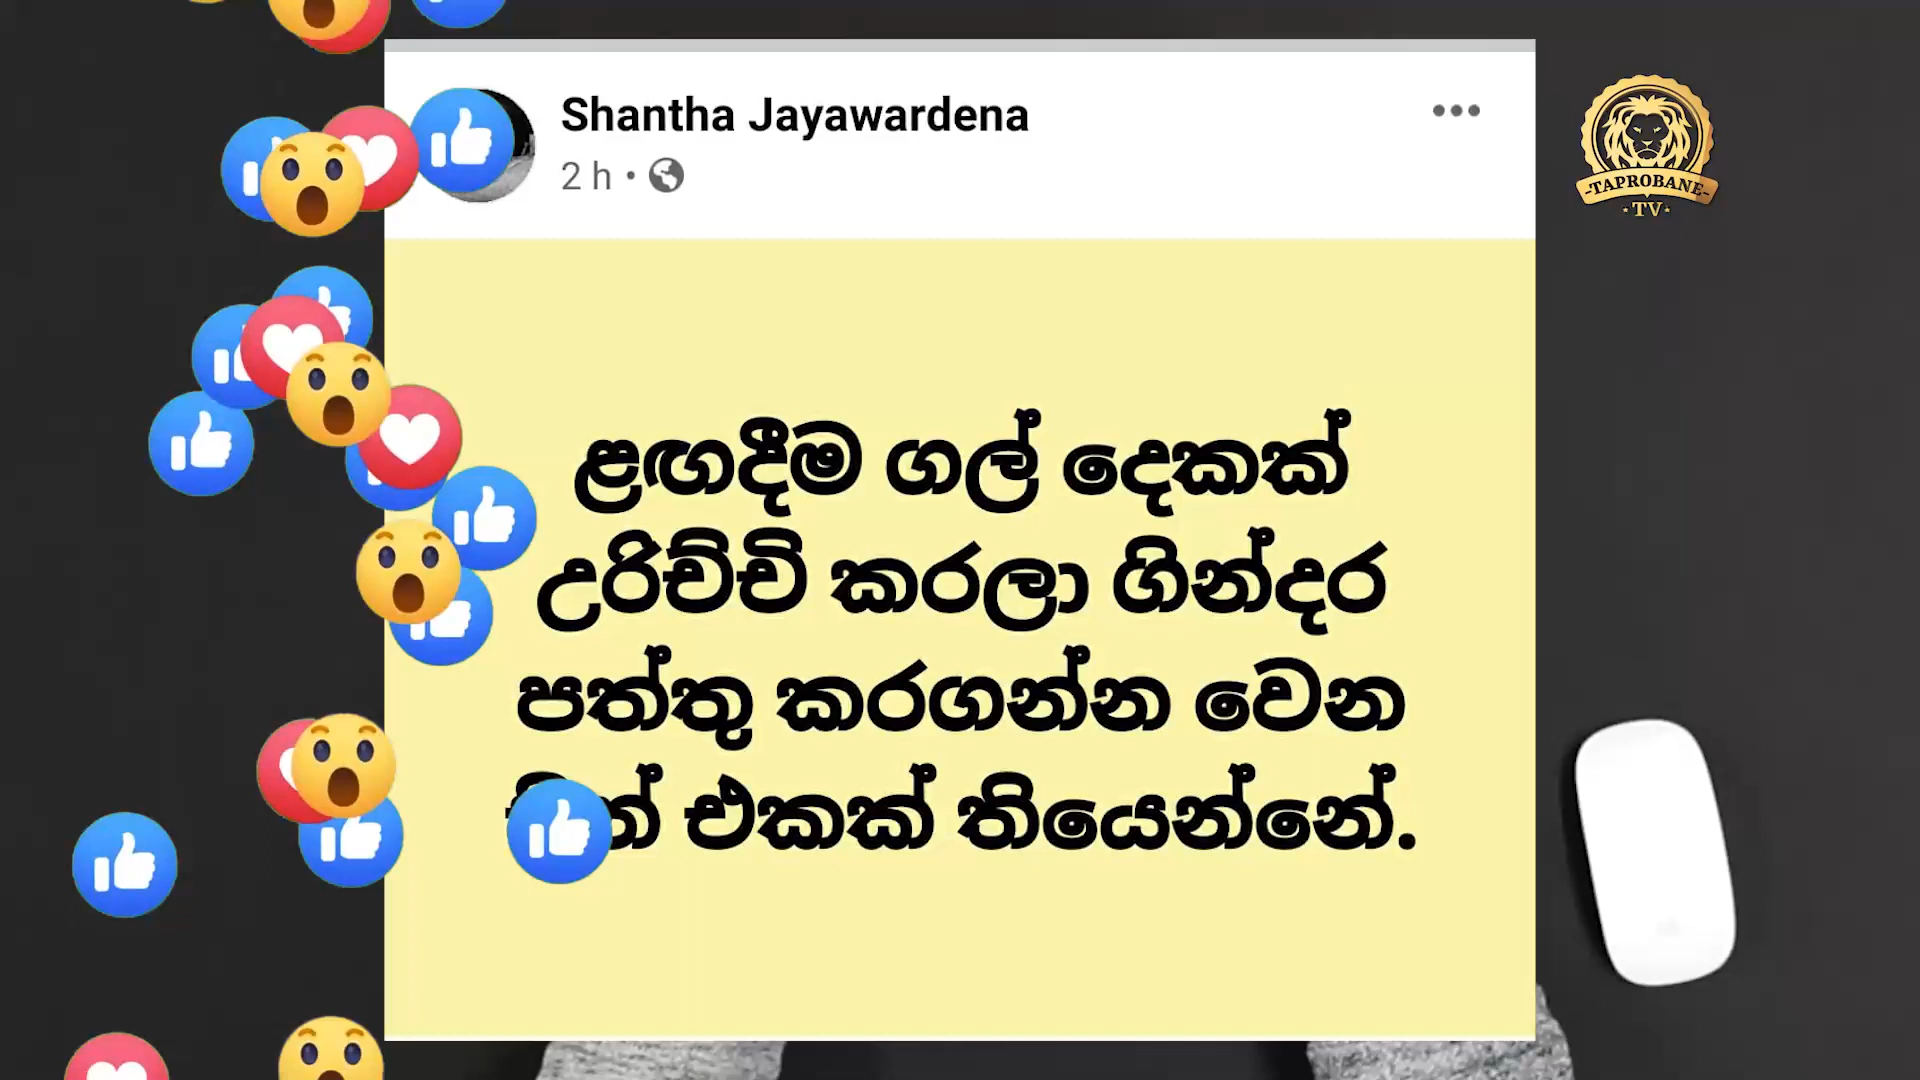 Shantha Jayawardena
2 h •
-TAPROBANE-
TV
ළඟදීම ගල් දෙකක්
උරිච්චි කරලා ගින්දර
පත්තු කරගන්න වෙන
එකක් තියෙන්නේ.